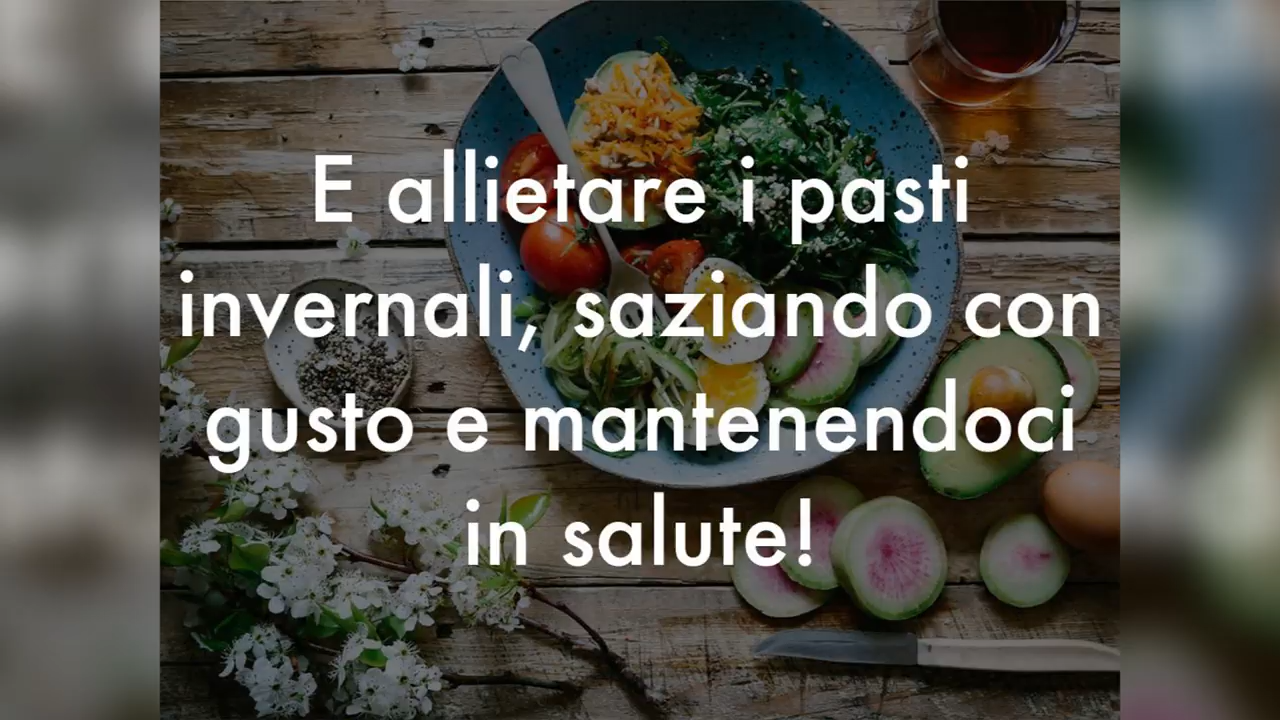 E allietare i pasti
invernali, saziando con
gusto e mantenendoci
in salute!